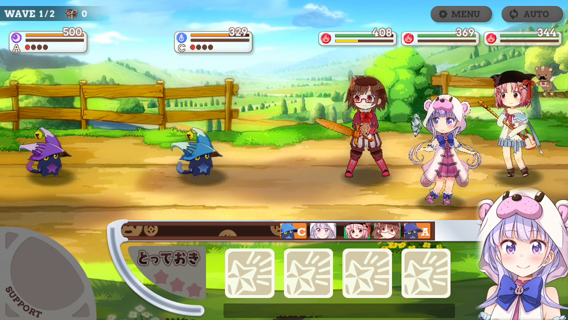 WAVE 1/2 0
MENU
AUTO
500
A
329
C
408
369
344
C
A
とっておき
SUPPORT